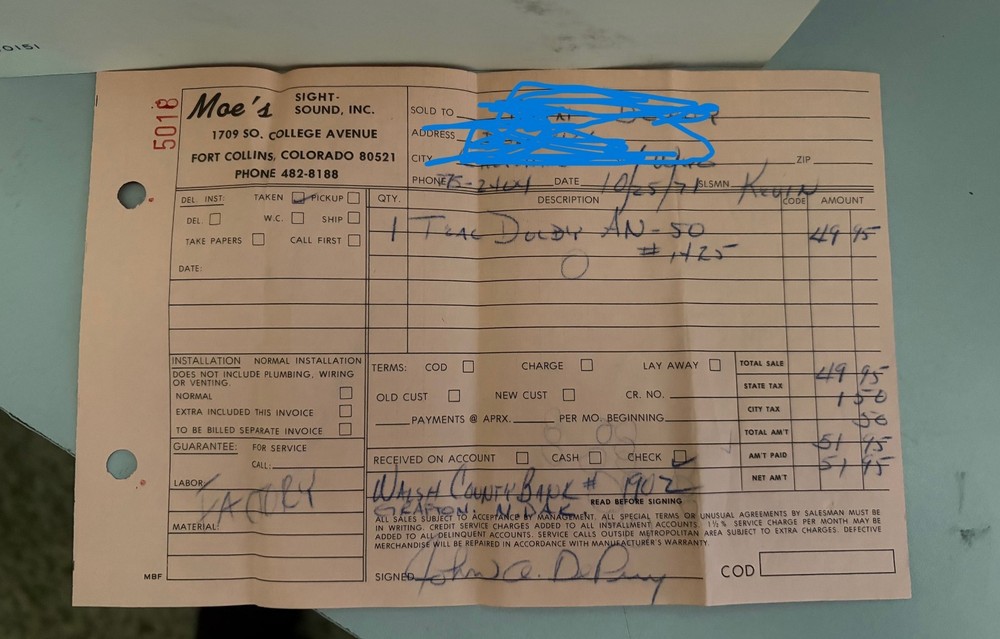 0151
5018
Moe's SIGHT-SOUND, INC.
1709 SO. COLLEGE AVENUE
FORT COLLINS, COLORADO 80521
PHONE 482-8188
SOLD TO
ADDRESS
CITY ZIP
PHONE DATE 10/25/71 SLSMN KEVIN
DEL. INST: TAKEN PICKUP
DEL. W.C. SHIP
TAKE PAPERS CALL FIRST
DATE:
QTY. DESCRIPTION CODE AMOUNT
1 TEAC DOLBY AN-50 49 95
INSTALLATION NORMAL INSTALLATION
DOES NOT INCLUDE PLUMBING, WIRING
OR VENTING.
NORMAL
EXTRA INCLUDED THIS INVOICE
TO BE BILLED SEPARATE INVOICE
GUARANTEE: FOR SERVICE
CALL:
LABOR:
FACTORY
MATERIAL:
MBF
TERMS: COD CHARGE LAY AWAY
OLD CUST NEW CUST CR. NO.
PAYMENTS @ APRX. PER MO. BEGINNING
RECEIVED ON ACCOUNT CASH CHECK
TOTAL SALE 49 95
STATE TAX 1 50
CITY TAX 50
TOTAL AM'T 51 95
AM'T PAID 51 95
NET AM'T
WALSH COUNTY BANK # 1902
GRAFTON, N. DAK.
READ BEFORE SIGNING
ALL SALES SUBJECT TO ACCEPTANCE BY MANAGEMENT. ALL SPECIAL TERMS OR UNUSUAL AGREEMENTS BY SALESMAN MUST BE
IN WRITING. CREDIT SERVICE CHARGES ADDED TO ALL INSTALLMENT ACCOUNTS. 1½% SERVICE CHARGE PER MONTH MAY BE
ADDED TO ALL DELINQUENT ACCOUNTS. SERVICE CALLS OUTSIDE METROPOLITAN AREA SUBJECT TO EXTRA CHARGES. DEFECTIVE
MERCHANDISE WILL BE REPAIRED IN ACCORDANCE WITH MANUFACTURER'S WARRANTY.
SIGNED John
COD